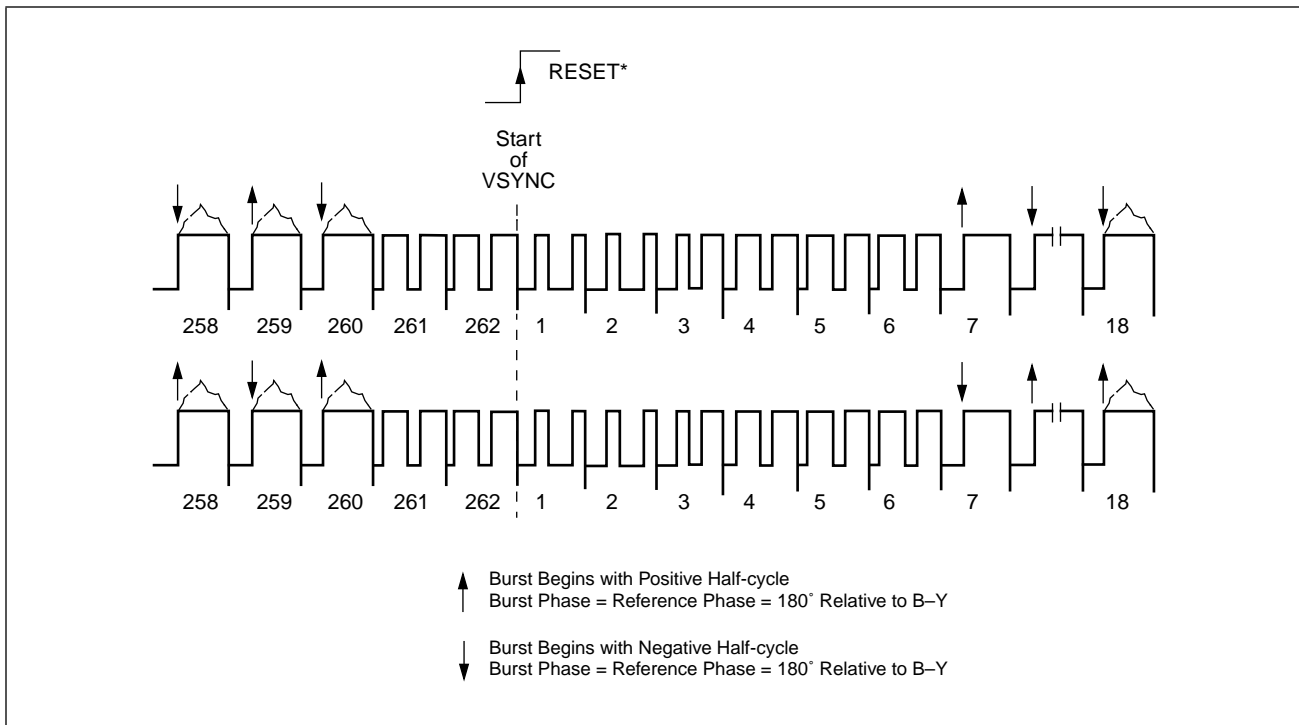 RESET*
Start
of
VSYNC
258 259 260 261 262 1 2 3 4 5 6 7 18
258 259 260 261 262 1 2 3 4 5 6 7 18
Burst Begins with Positive Half-cycle
Burst Phase = Reference Phase = 180° Relative to B–Y
Burst Begins with Negative Half-cycle
Burst Phase = Reference Phase = 180° Relative to B–Y